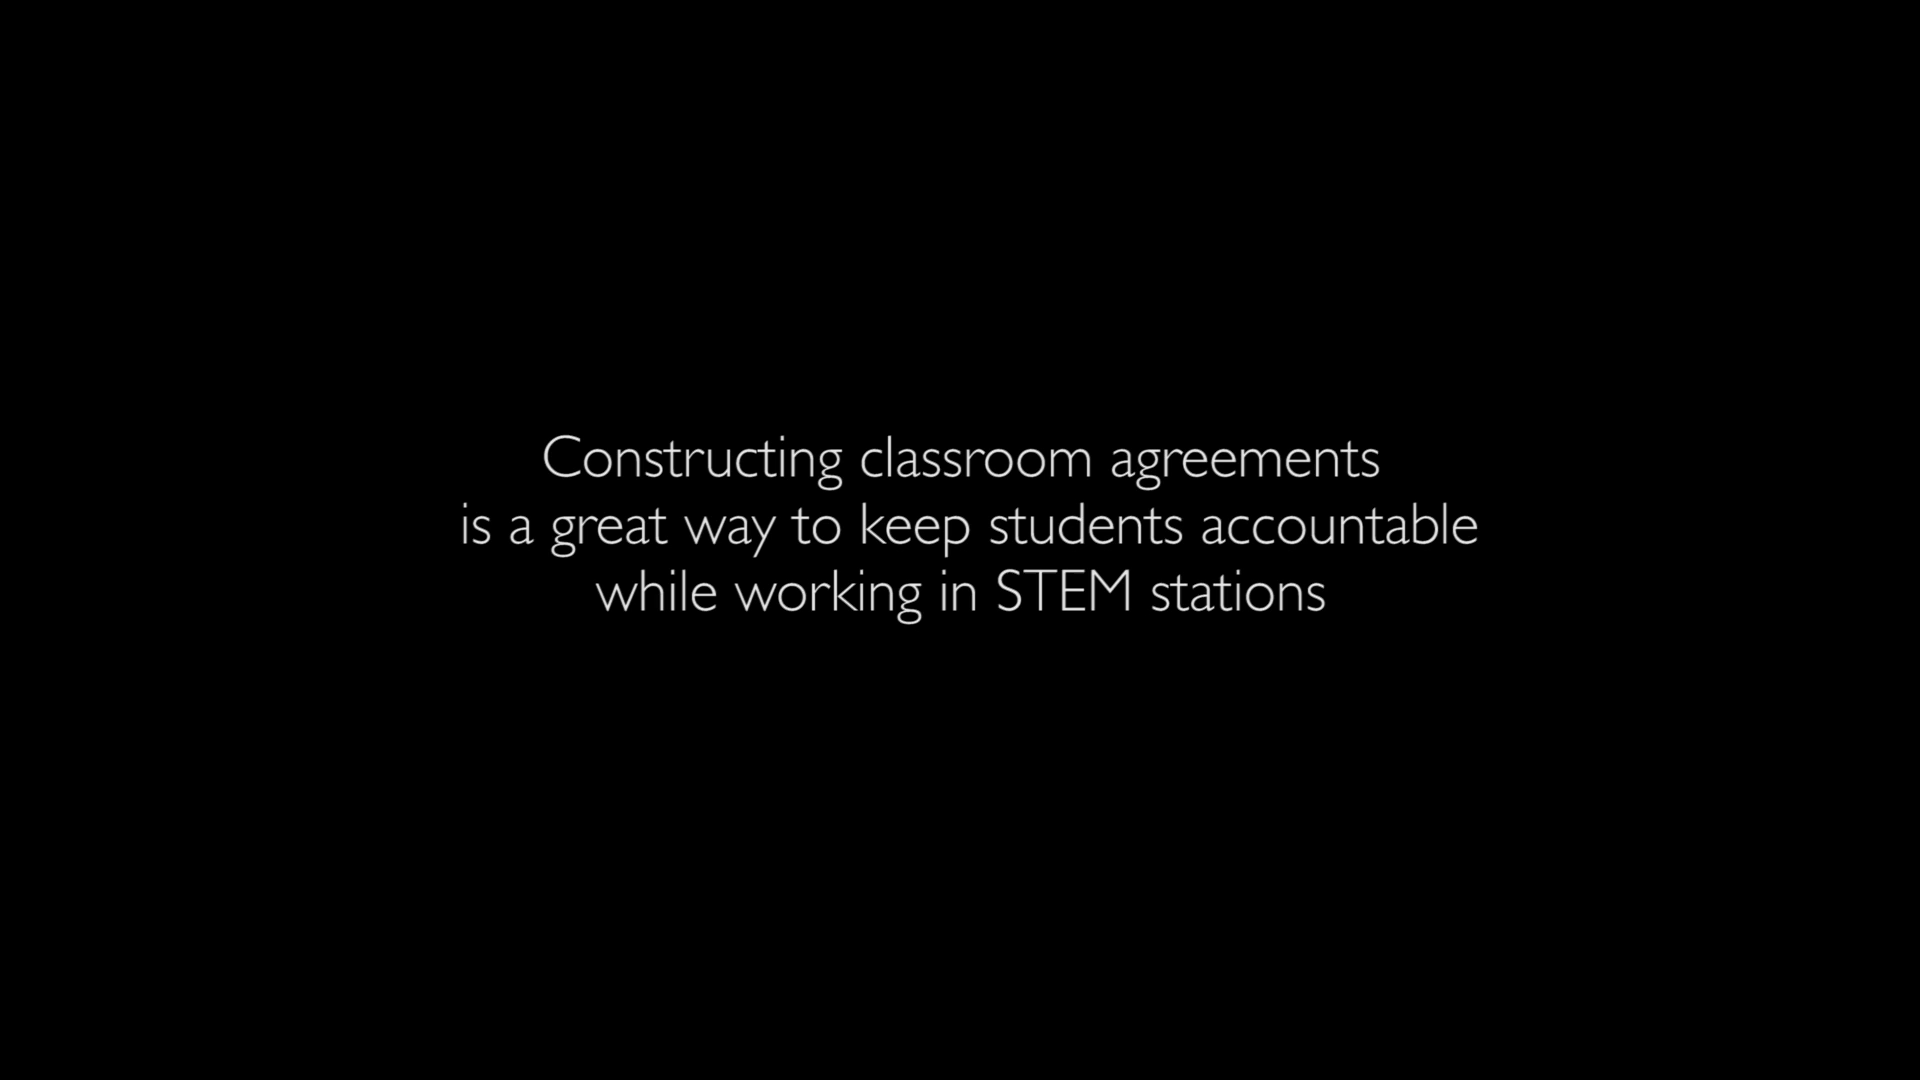 Constructing classroom agreements
is a great way to keep students accountable
while working in STEM stations